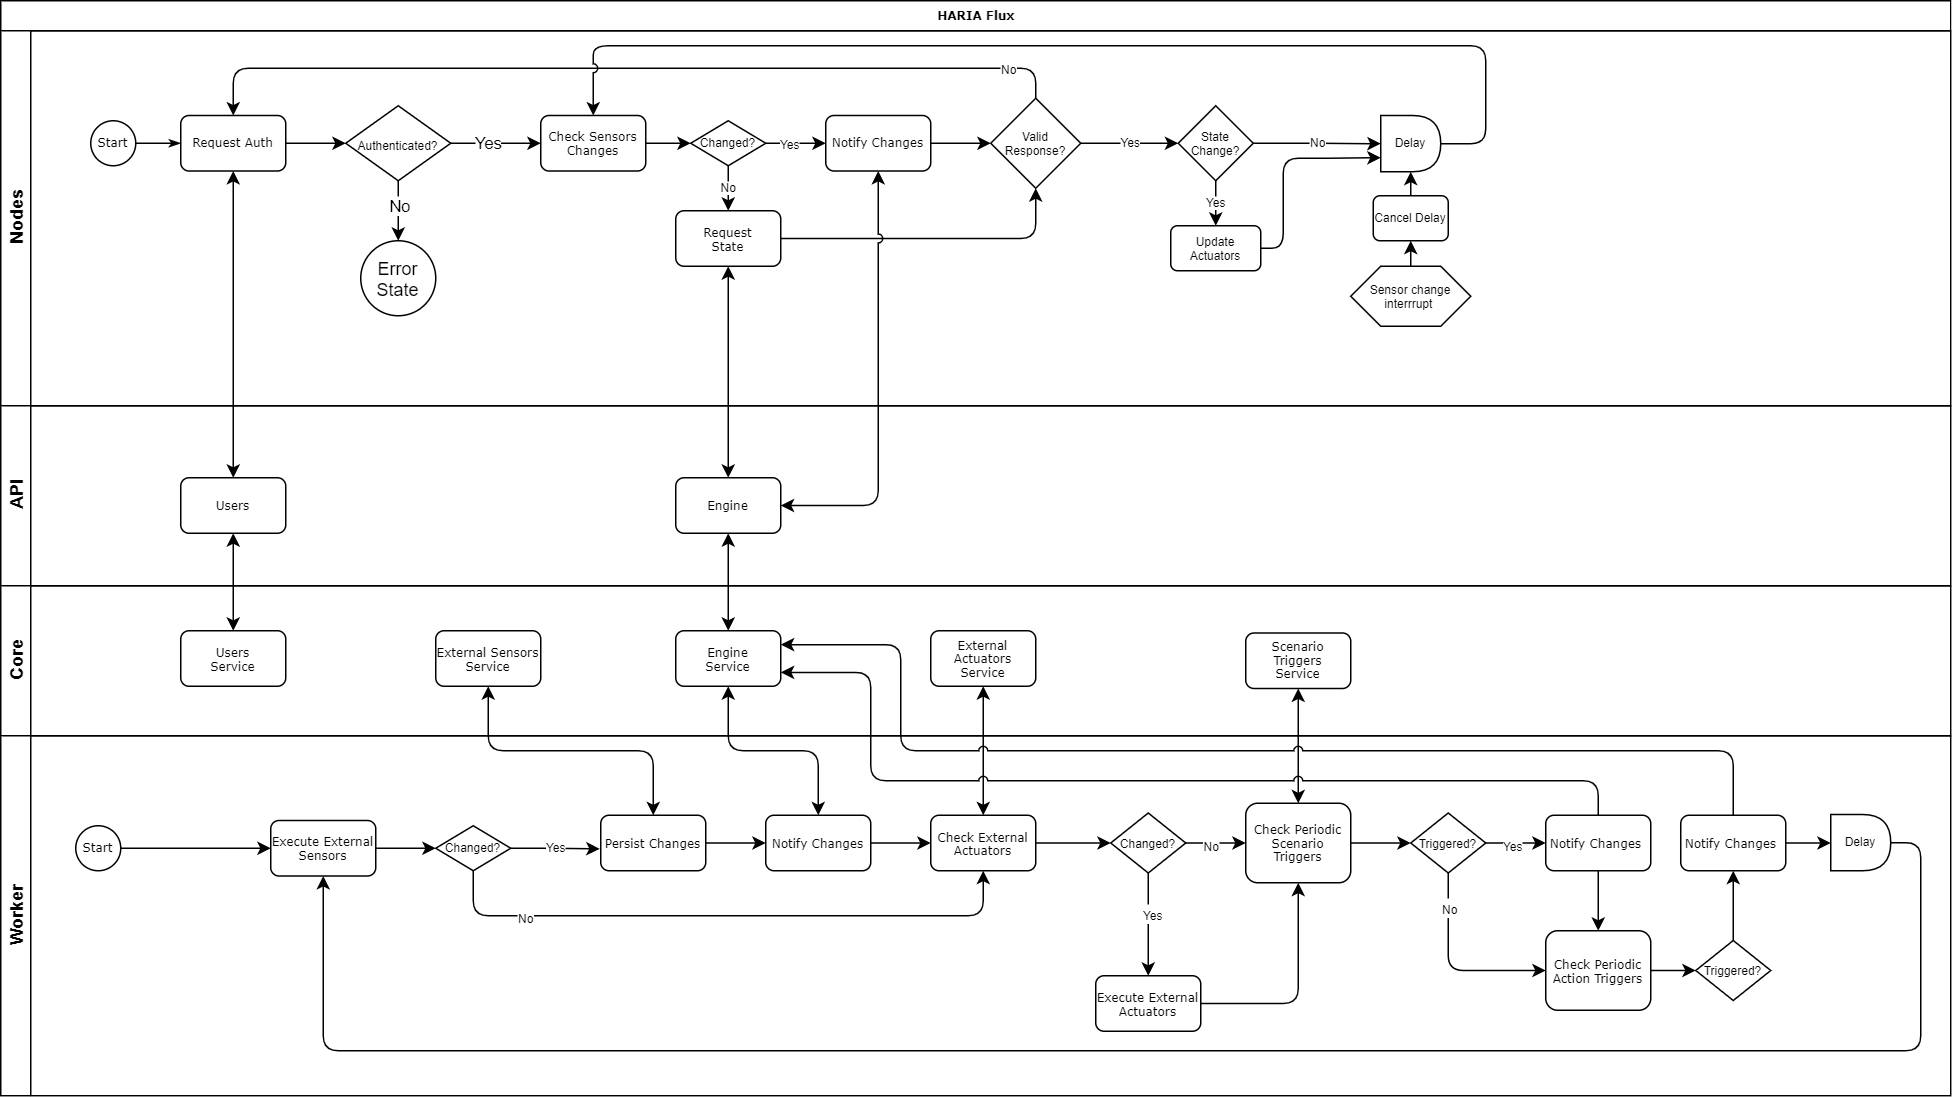 HARIA Flux
Nodes
No
Start
Request Auth
Authenticated?
Yes
Check Sensors
Changes
Changed?
Yes
Notify Changes
Valid
Response?
Yes
State
Change?
No
Delay
No
No
Yes
Error
State
Request
State
Update
Actuators
Cancel Delay
Sensor change
interrrupt
API
Users
Engine
Core
Users
Service
External Sensors
Service
Engine
Service
External
Actuators
Service
Scenario
Triggers
Service
Worker
Start
Execute External
Sensors
Changed?
Yes
Persist Changes
Notify Changes
Check External
Actuators
Changed?
No
Check Periodic
Scenario
Triggers
Triggered?
Yes
Notify Changes
Notify Changes
Delay
No
Yes
No
Execute External
Actuators
Check Periodic
Action Triggers
Triggered?